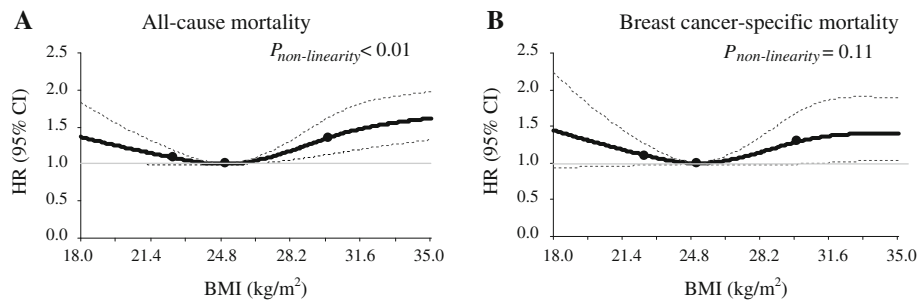 A
All-cause mortality
P non-linearity < 0.01
HR (95% CI)
2.5
2.0
1.5
1.0
0.5
0.0
18.0 21.4 24.8 28.2 31.6 35.0
BMI (kg/m²)
B
Breast cancer-specific mortality
P non-linearity = 0.11
HR (95% CI)
2.5
2.0
1.5
1.0
0.5
0.0
18.0 21.4 24.8 28.2 31.6 35.0
BMI (kg/m²)